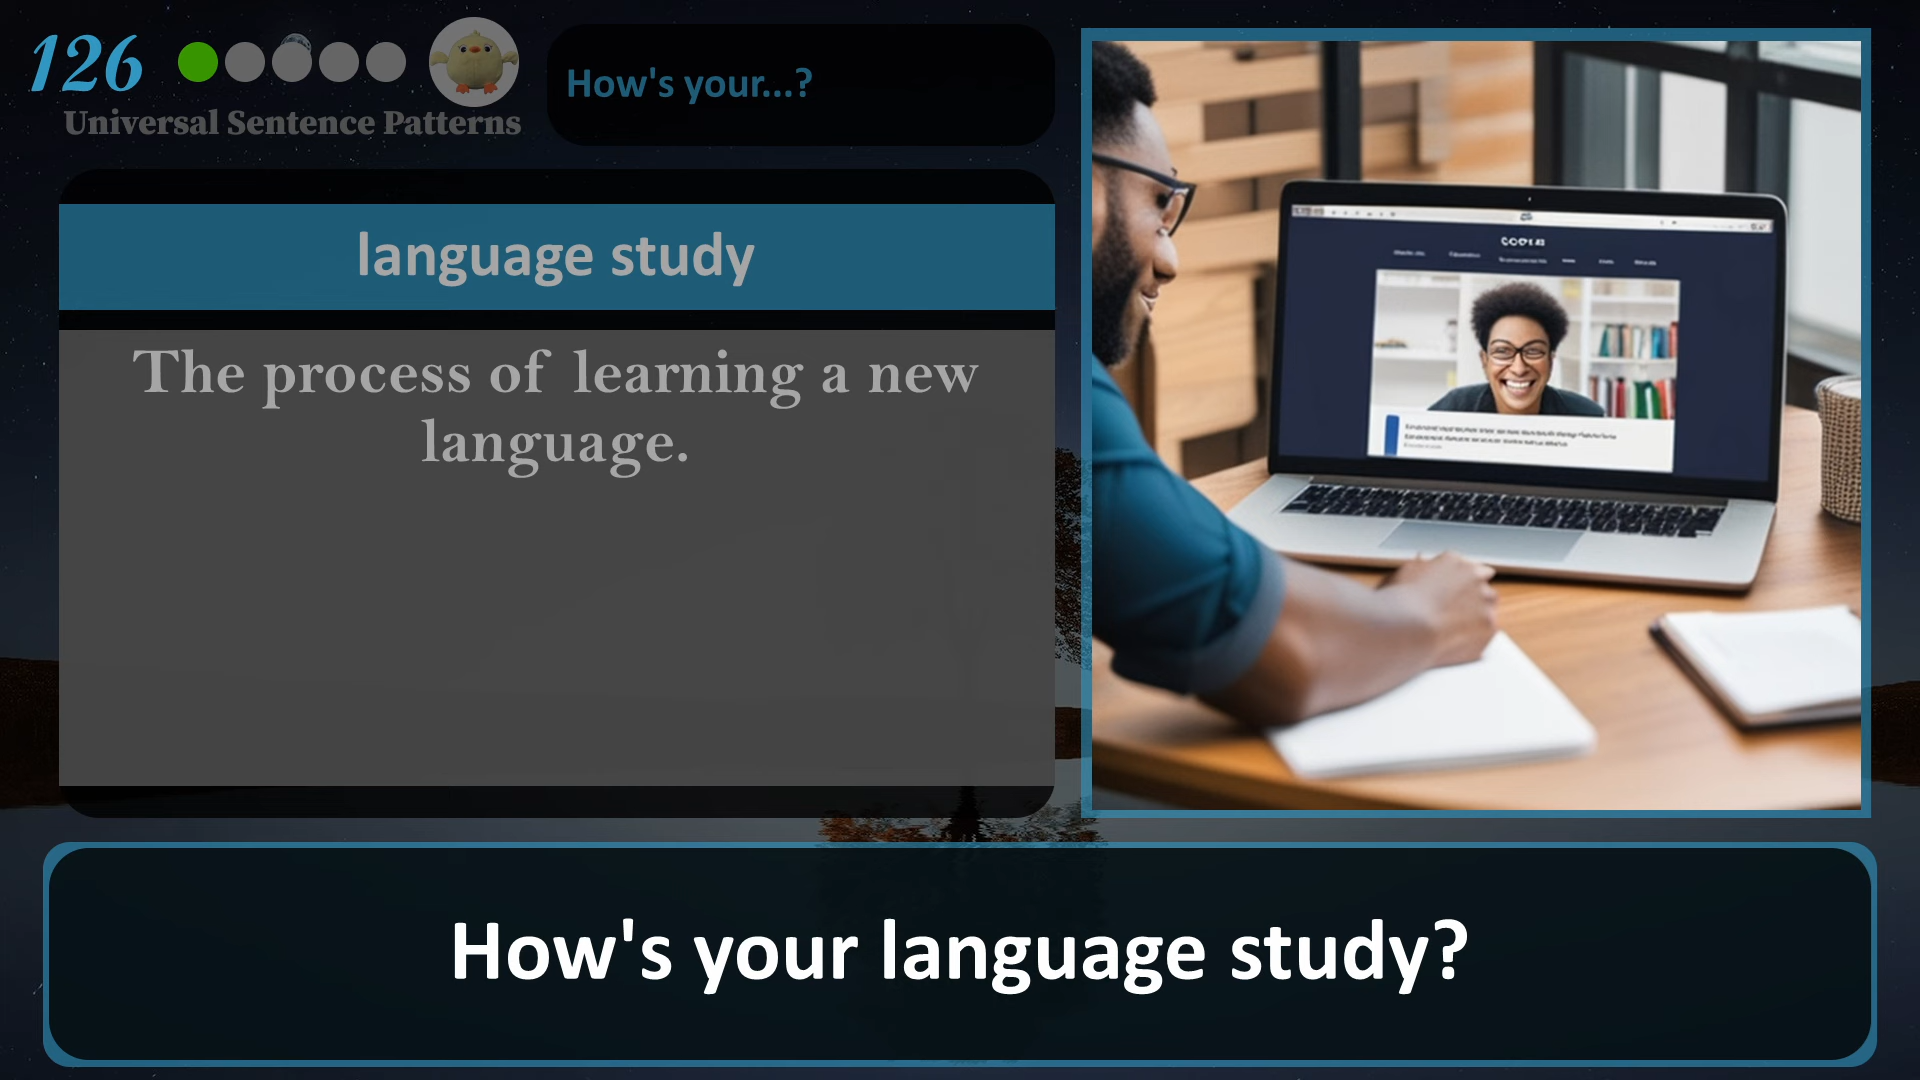 126
Universal Sentence Patterns
How's your...?
language study
The process of learning a new
language.
How's your language study?